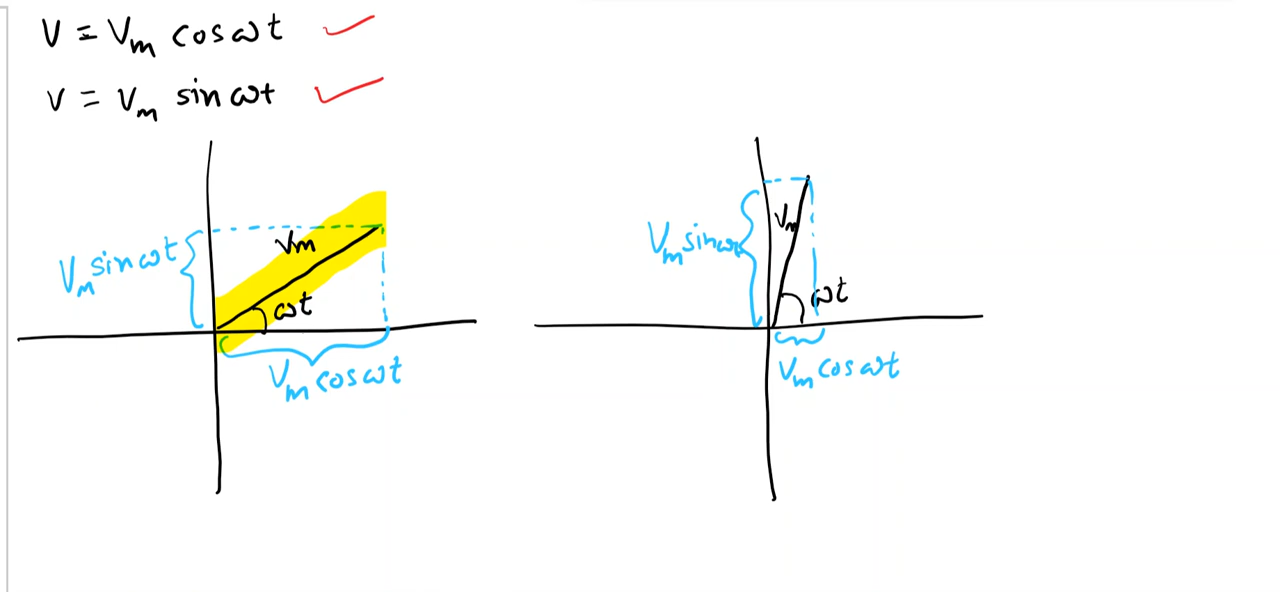 V = Vm cos ωt
v = Vm sin ωt
Vm
Vm sin ωt
ωt
Vm cos ωt
Vm
Vm sin ωt
ωt
Vm cos ωt